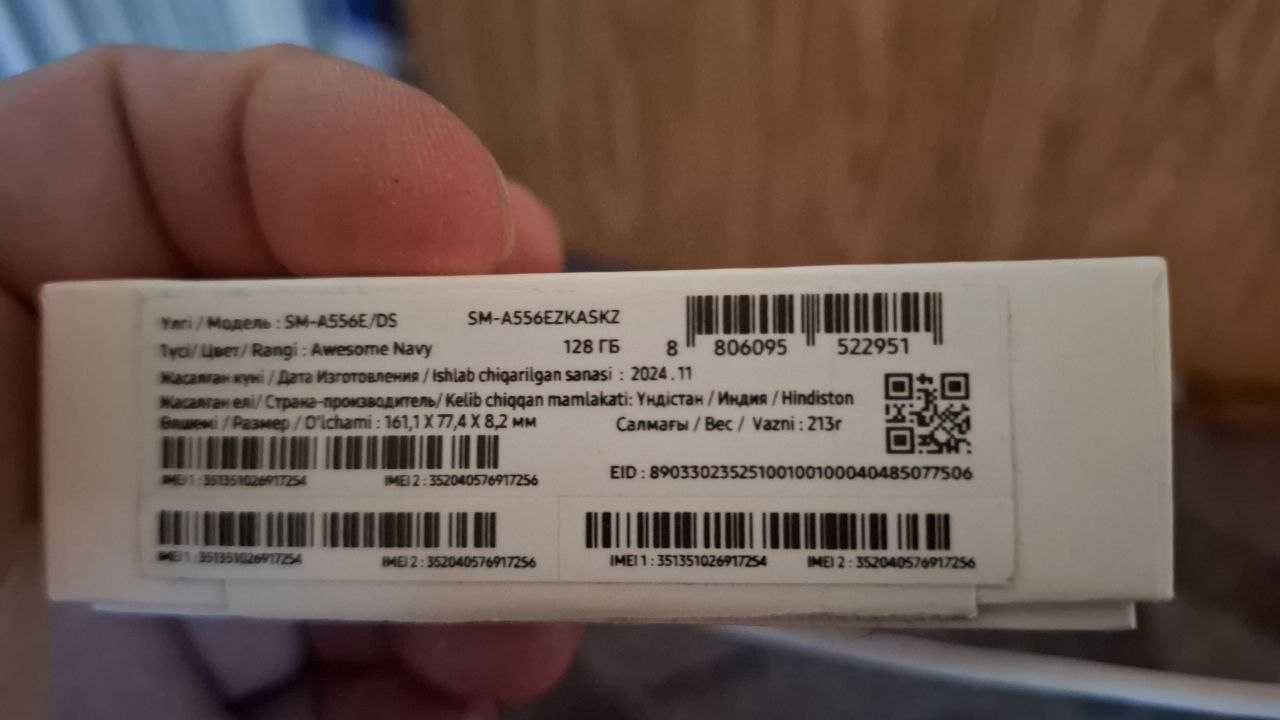 Үлгі / Модель : SM-A556E/DS SM-A556EZKASKZ
Түсі/ Цвет/ Rangi : Awesome Navy 128 ГБ
8 806095 522951
Жасалған күні / Дата Изготовления / Ishlab chiqarilgan sanasi : 2024.11
Жасалған елі/ Страна-производитель/ Kelib chiqqan mamlakati: Үндістан / Индия / Hindiston
Өлшемі / Размер / O'lchami : 161,1 X 77,4 X 8,2 мм Салмағы / Вес / Vazni : 213г
IMEI 1 : 351351026917254 IMEI 2 : 352040576917256
EID : 89033023525100100100040485077506
IMEI 1 : 351351026917254 IMEI 2 : 352040576917256
IMEI 1 : 351351026917254 IMEI 2 : 352040576917256